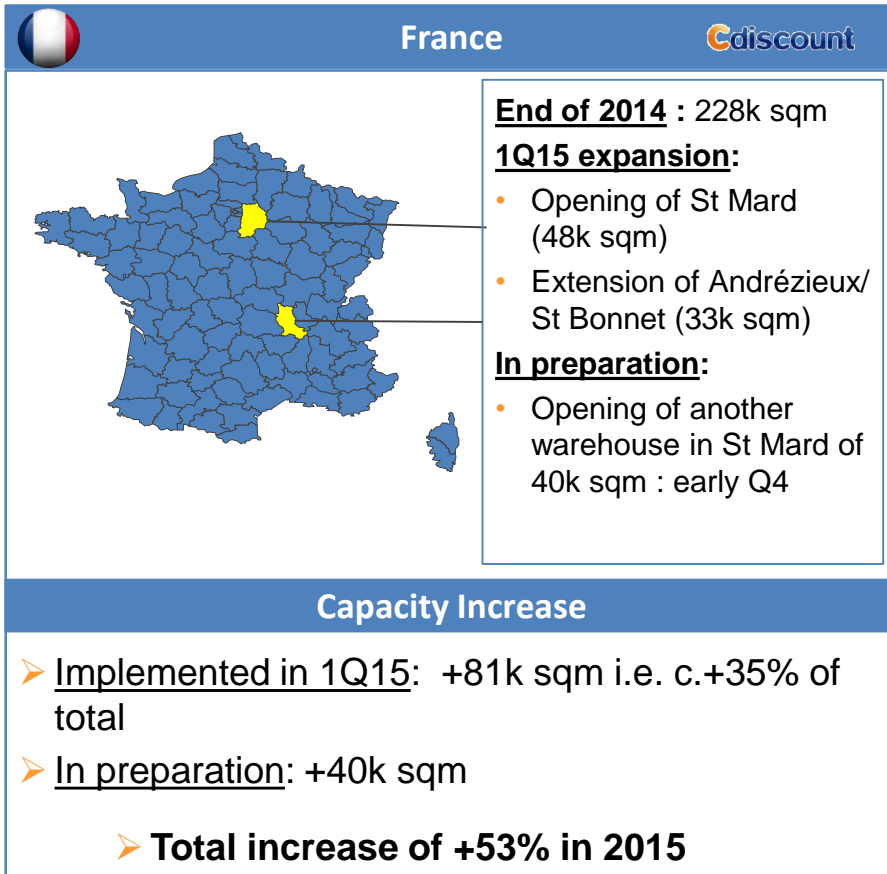 France
Cdiscount
End of 2014 : 228k sqm
1Q15 expansion:
• Opening of St Mard
(48k sqm)
• Extension of Andrézieux/
St Bonnet (33k sqm)
In preparation:
• Opening of another
warehouse in St Mard of
40k sqm : early Q4
Capacity Increase
➢ Implemented in 1Q15: +81k sqm i.e. c.+35% of
total
➢ In preparation: +40k sqm
➢ Total increase of +53% in 2015